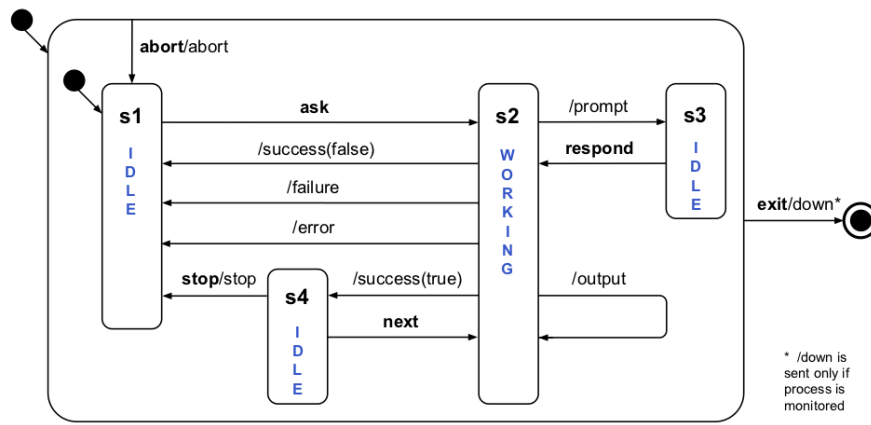 abort/abort
s1
IDLE
ask
/success(false)
/failure
/error
stop/stop
s4
IDLE
/success(true)
next
s2
WORKING
/prompt
respond
/output
s3
IDLE
exit/down*
* /down is
sent only if
process is
monitored